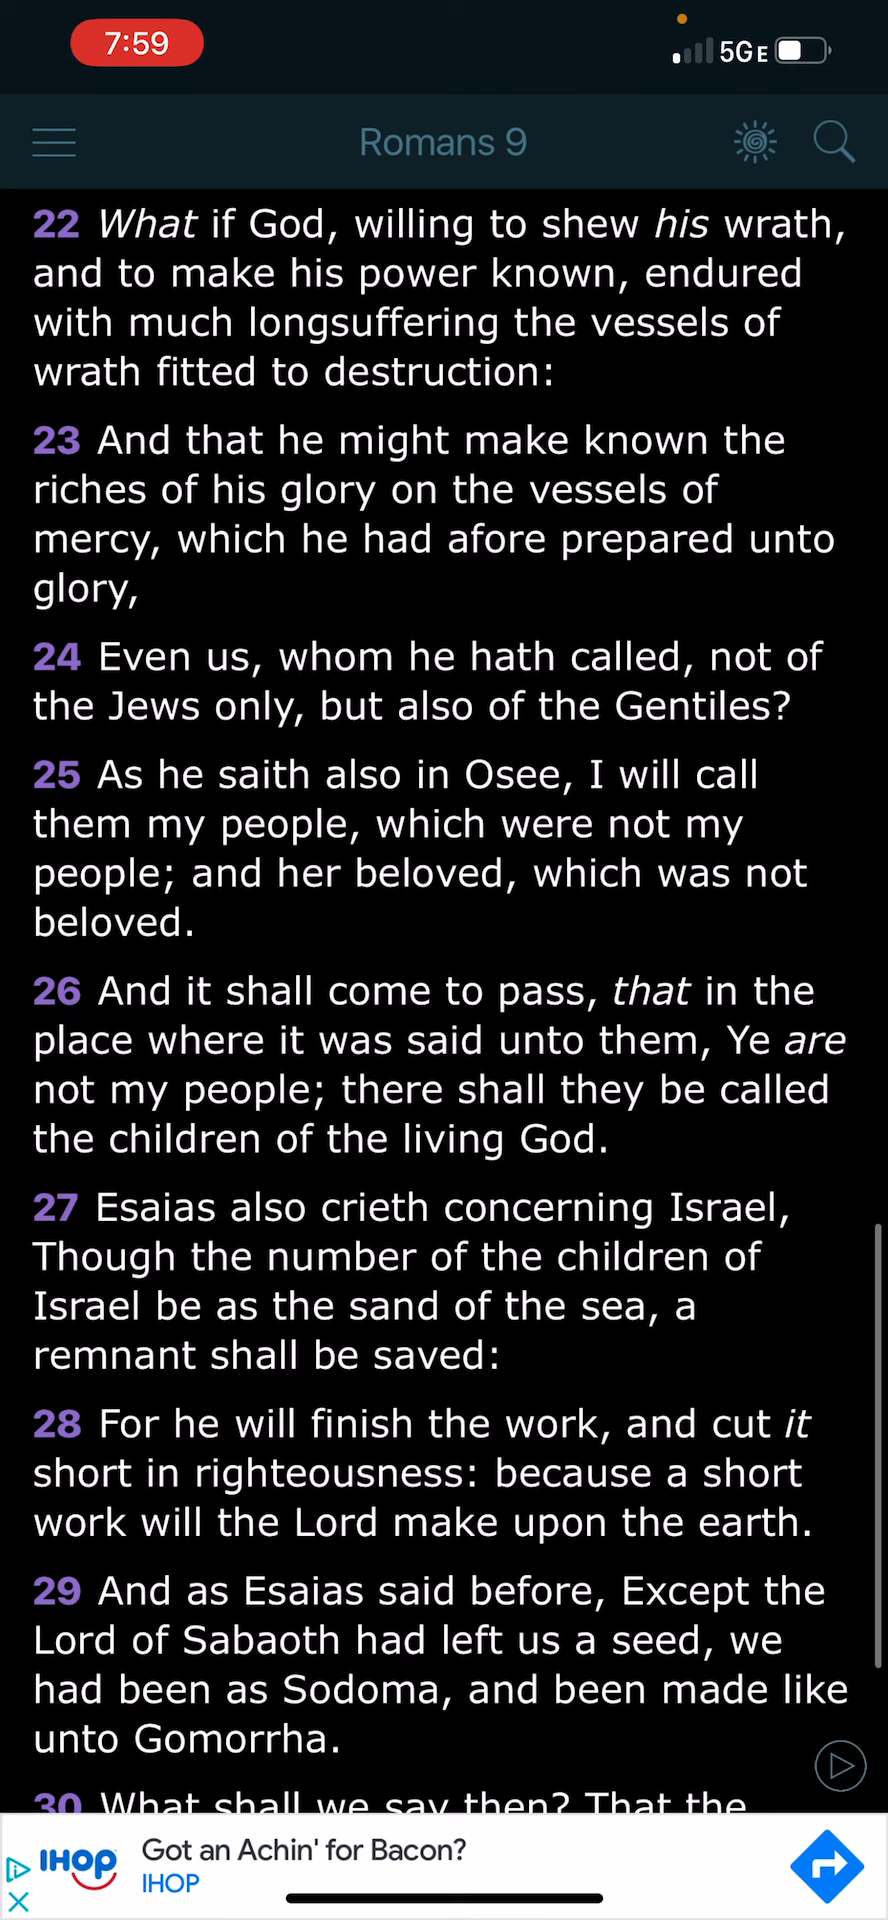 7:59
5GE
Romans 9
22 What if God, willing to shew his wrath,
and to make his power known, endured
with much longsuffering the vessels of
wrath fitted to destruction:
23 And that he might make known the
riches of his glory on the vessels of
mercy, which he had afore prepared unto
glory,
24 Even us, whom he hath called, not of
the Jews only, but also of the Gentiles?
25 As he saith also in Osee, I will call
them my people, which were not my
people; and her beloved, which was not
beloved.
26 And it shall come to pass, that in the
place where it was said unto them, Ye are
not my people; there shall they be called
the children of the living God.
27 Esaias also crieth concerning Israel,
Though the number of the children of
Israel be as the sand of the sea, a
remnant shall be saved:
28 For he will finish the work, and cut it
short in righteousness: because a short
work will the Lord make upon the earth.
29 And as Esaias said before, Except the
Lord of Sabaoth had left us a seed, we
had been as Sodoma, and been made like
unto Gomorrha.
30 What shall we say then? That the
IHOP
Got an Achin' for Bacon?
IHOP